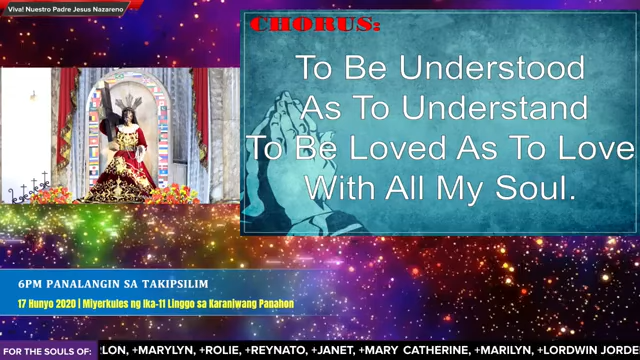 Viva! Nuestro Padre Jesus Nazareno
CHORUS:
To Be Understood
As To Understand
To Be Loved As To Love
With All My Soul.
6PM PANALANGIN SA TAKIPSILIM
17 Hunyo 2020 | Miyerkules ng Ika-11 Linggo sa Karaniwang Panahon
FOR THE SOULS OF: RLON, +MARYLYN, +ROLIE, +REYNATO, +JANET, +MARY CATHERINE, +MARILYN, +LORDWIN JORDE